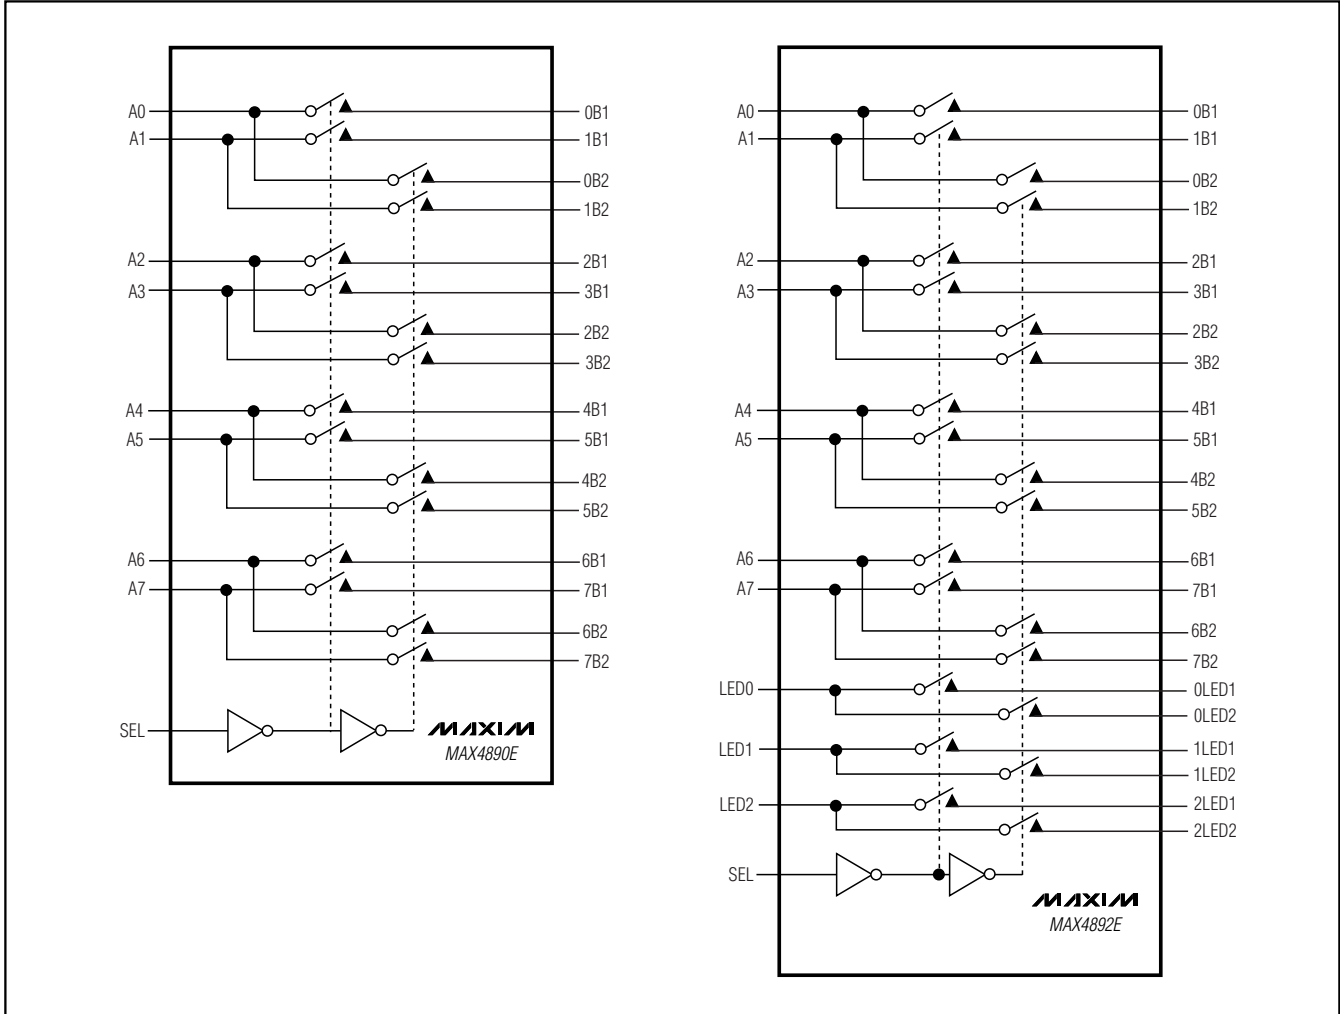 A0
0B1
A1
1B1
0B2
1B2
A2
2B1
A3
3B1
2B2
3B2
A4
4B1
A5
5B1
4B2
5B2
A6
6B1
A7
7B1
6B2
7B2
SEL
MAXIM
MAX4890E
A0
0B1
A1
1B1
0B2
1B2
A2
2B1
A3
3B1
2B2
3B2
A4
4B1
A5
5B1
4B2
5B2
A6
6B1
A7
7B1
6B2
7B2
LED0
0LED1
0LED2
LED1
1LED1
1LED2
LED2
2LED1
2LED2
SEL
MAXIM
MAX4892E